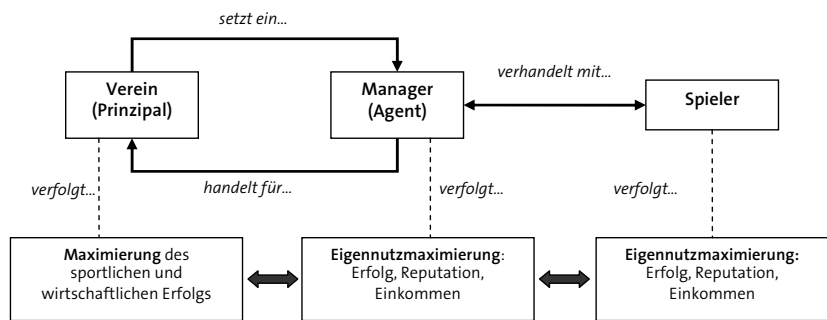 setzt ein...
Verein
(Prinzipal)
Manager
(Agent)
verhandelt mit...
Spieler
verfolgt...
handelt für...
verfolgt...
verfolgt...
Maximierung des
sportlichen und
wirtschaftlichen Erfolgs
Eigennutzmaximierung:
Erfolg, Reputation,
Einkommen
Eigennutzmaximierung:
Erfolg, Reputation,
Einkommen